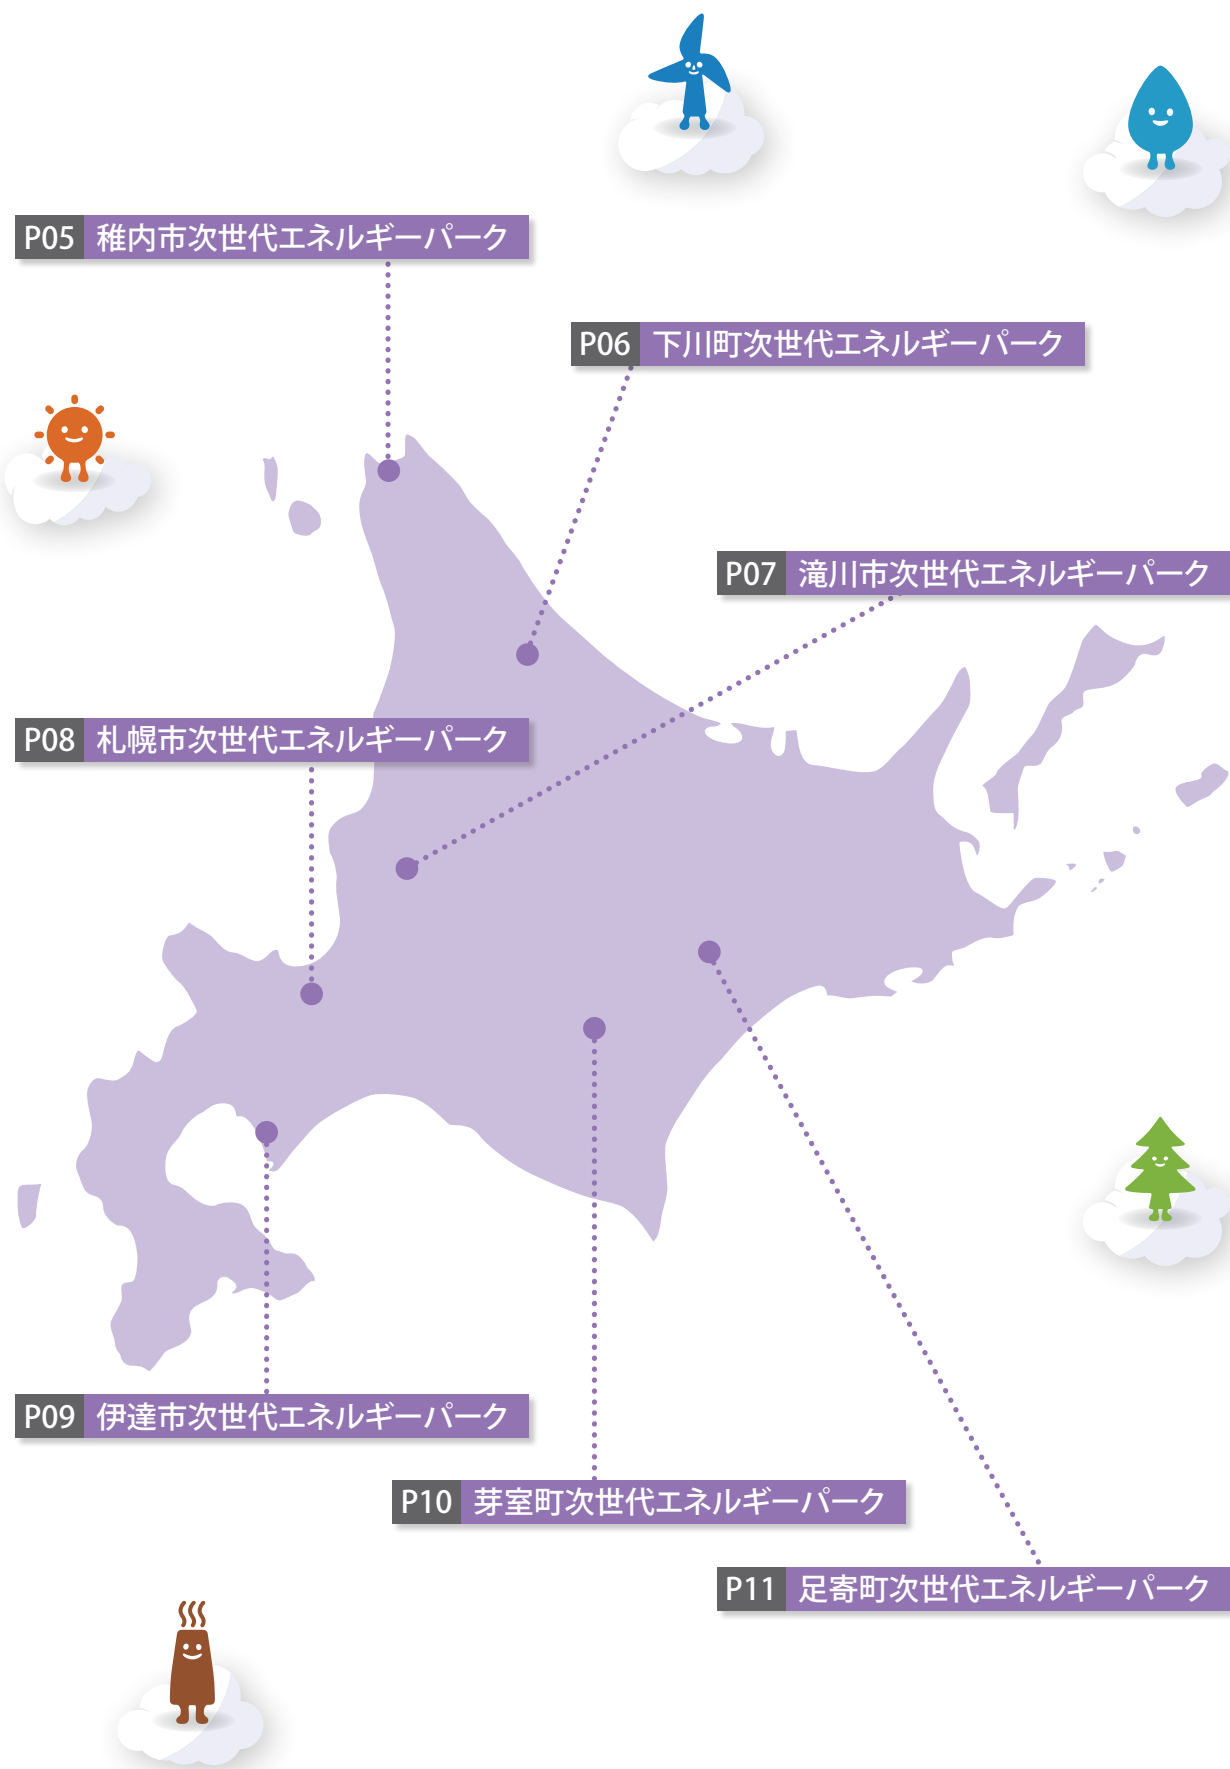 P05 稚内市次世代エネルギーパーク
P06 下川町次世代エネルギーパーク
P07 滝川市次世代エネルギーパーク
P08 札幌市次世代エネルギーパーク
P09 伊達市次世代エネルギーパーク
P10 芽室町次世代エネルギーパーク
P11 足寄町次世代エネルギーパーク